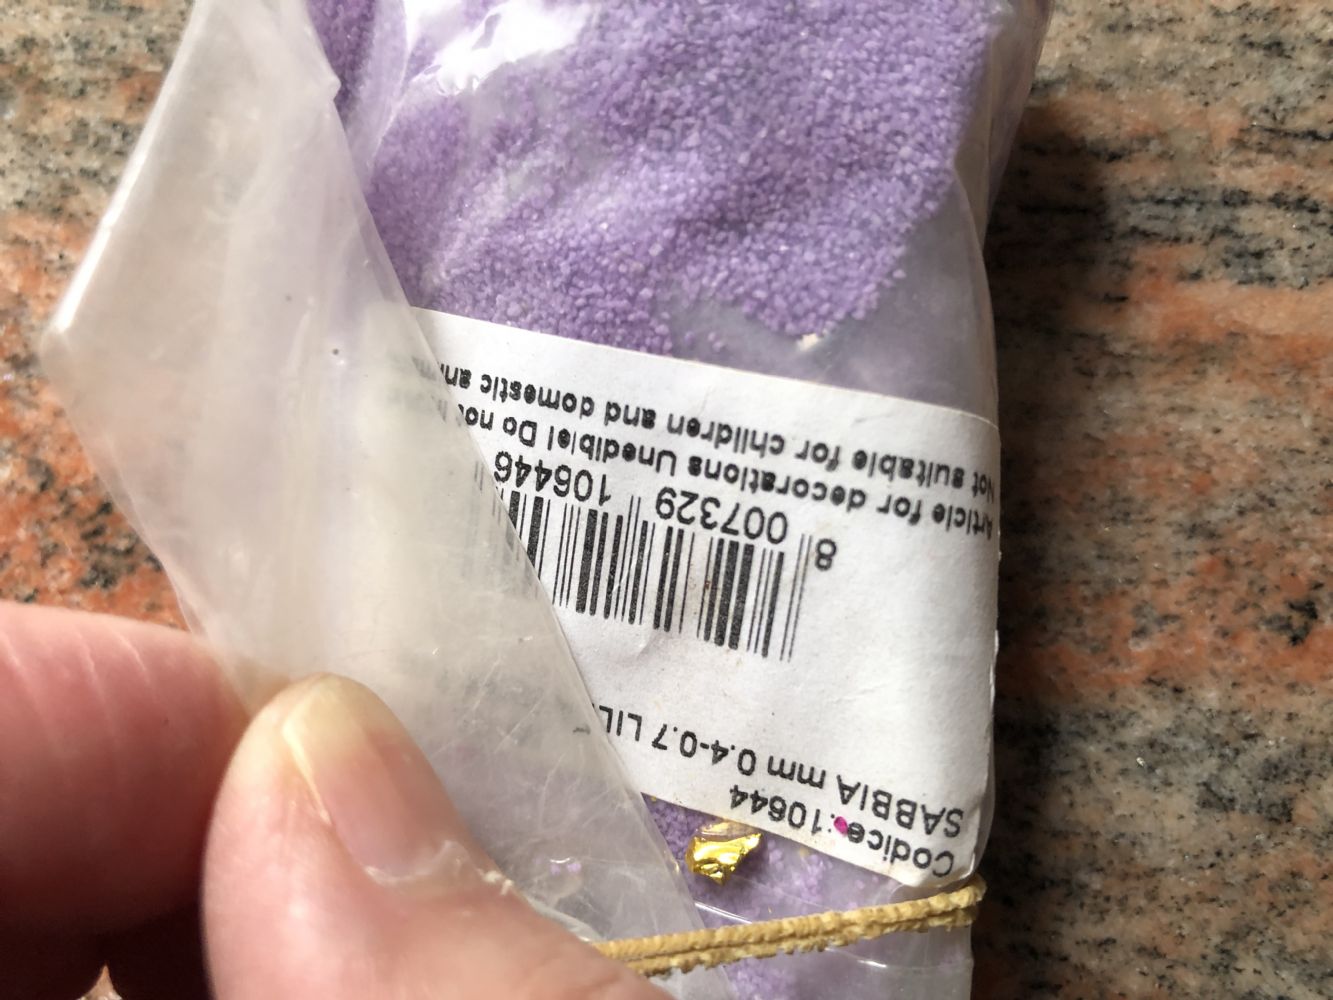 Codice.:10644
SABBIA mm 0.4-0.7
8 007329 106446
Article for decorations Unedible! Do not
Not suitable for children and domestic